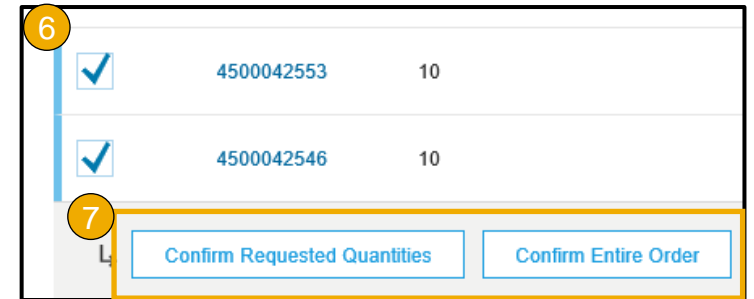 6
4500042553 10
4500042546 10
7
Confirm Requested Quantities Confirm Entire Order